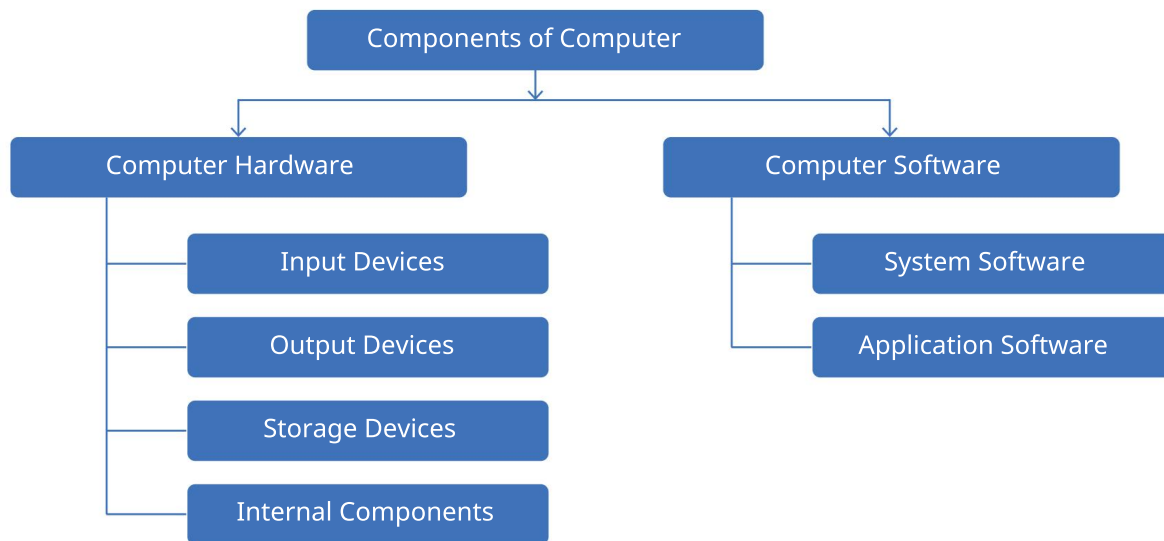 Components of Computer
Computer Hardware
Input Devices
Output Devices
Storage Devices
Internal Components
Computer Software
System Software
Application Software